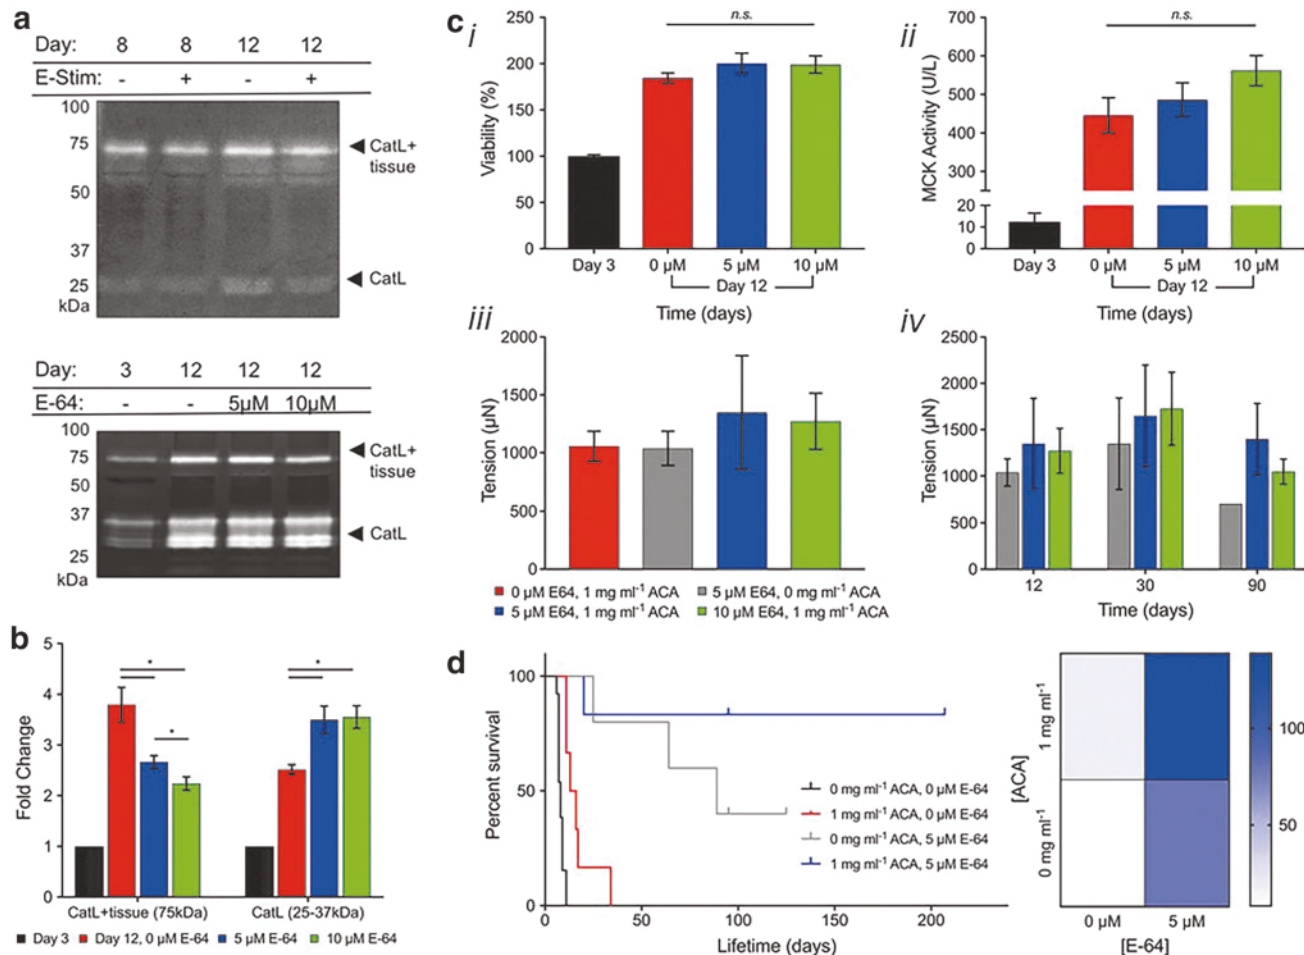 a
Day: 8 8 12 12
E-Stim: - + - +
100
75
50
37
25
kDa
CatL+
tissue
CatL
Day: 3 12 12 12
E-64: - - 5µM 10µM
100
75
50
37
25
kDa
CatL+
tissue
CatL
b
Fold Change
5
4
3
2
1
0
* * * *
CatL+tissue (75kDa) CatL (25-37kDa)
Day 3 Day 12, 0 µM E-64 5 µM E-64 10 µM E-64
c i
n.s.
Viability (%)
250
200
150
100
50
0
Day 3 0 µM 5 µM 10 µM
Day 12
Time (days)
ii
n.s.
MCK Activity (U/L)
700
600
500
400
300
20
10
0
Day 3 0 µM 5 µM 10 µM
Day 12
Time (days)
iii
Tension (µN)
2000
1500
1000
500
0
0 µM E64, 1 mg ml⁻¹ ACA 5 µM E64, 0 mg ml⁻¹ ACA
5 µM E64, 1 mg ml⁻¹ ACA 10 µM E64, 1 mg ml⁻¹ ACA
iv
Tension (µN)
2500
2000
1500
1000
500
0
12 30 90
Time (days)
d
Percent survival
100
50
0
0 50 100 150 200
Lifetime (days)
0 mg ml⁻¹ ACA, 0 µM E-64
1 mg ml⁻¹ ACA, 0 µM E-64
0 mg ml⁻¹ ACA, 5 µM E-64
1 mg ml⁻¹ ACA, 5 µM E-64
[ACA]
1 mg ml⁻¹
0 mg ml⁻¹
0 µM 5 µM
[E-64]
100
50